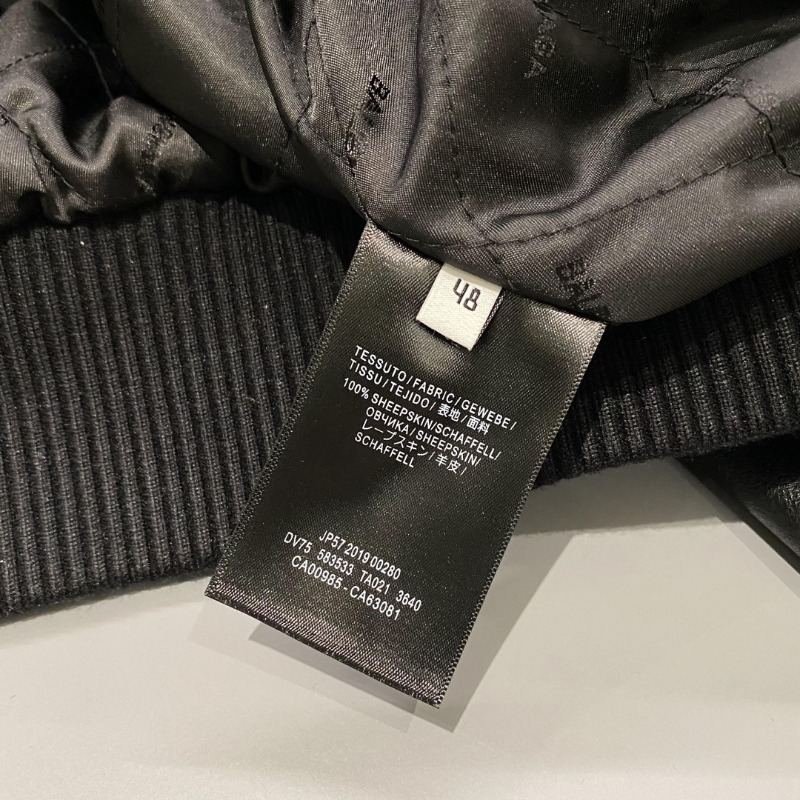 48
TESSUTO/FABRIC/GEWEBE/
TISSU/TEJIDO/表地/面料
100% SHEEPSKIN/SCHAFFELL/
ОВЧИКА/SHEEPSKIN/
レープスキン/羊皮/
SCHAFFELL
JP57 2019 00280
DV75 583533 TA021 3640
CA00985-CA63081